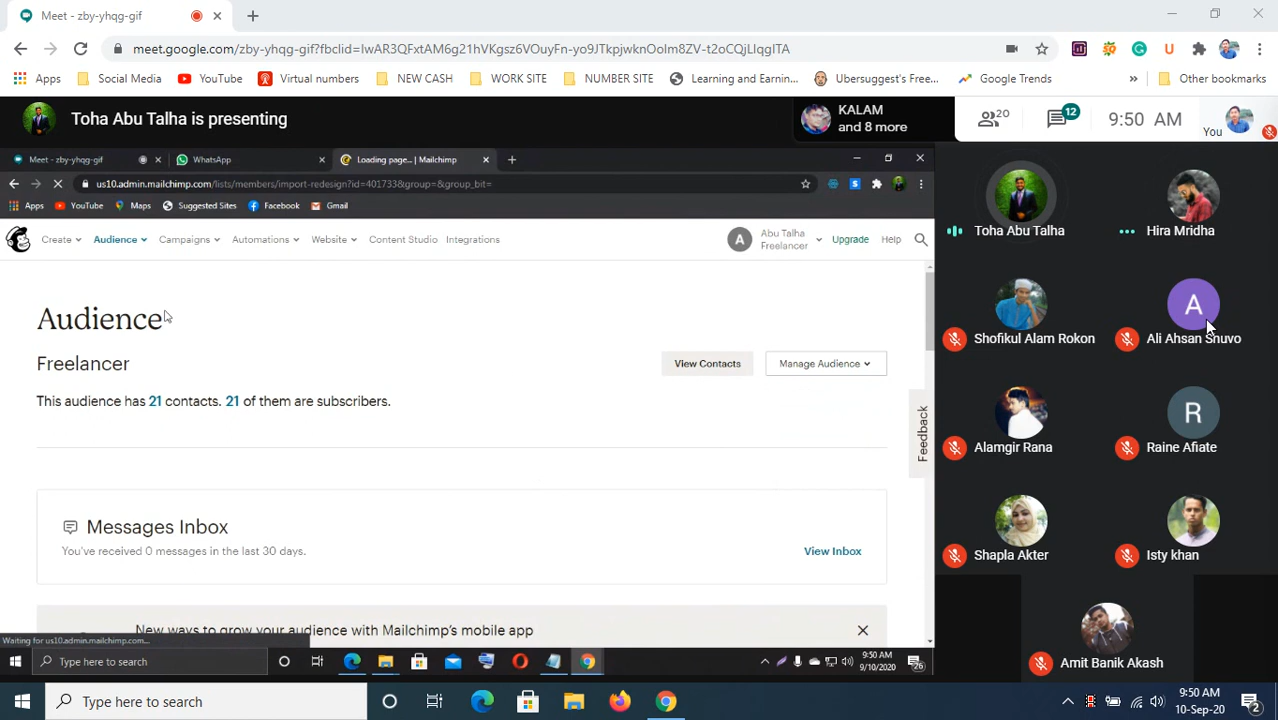 Meet - zby-yhqg-gif
meet.google.com/zby-yhqg-gif?fbclid=IwAR3QFxtAM6g21hVKgsz6VOuyFn-yo9JTkpjwknOolm8ZV-t2oCQjLlqgITA
Apps Social Media YouTube Virtual numbers NEW CASH WORK SITE NUMBER SITE Learning and Earnin... Ubersuggest's Free... Google Trends » Other bookmarks
Toha Abu Talha is presenting
KALAM
and 8 more
20
12
9:50 AM
You
Meet - zby-yhqg-gif WhatsApp Loading page... | Mailchimp
us10.admin.mailchimp.com/lists/members/import-redesign?id=401733&group=&group_bit=
Apps YouTube Maps Suggested Sites Facebook Gmail
Create Audience Campaigns Automations Website Content Studio Integrations
A
Abu Talha
Freelancer
Upgrade Help
Audience
Freelancer
View Contacts Manage Audience
This audience has 21 contacts. 21 of them are subscribers.
Feedback
Messages Inbox
You've received 0 messages in the last 30 days.
View Inbox
New ways to grow your audience with Mailchimp's mobile app
Waiting for us10.admin.mailchimp.com...
Type here to search
9:50 AM
9/10/2020
26
Toha Abu Talha
Hira Mridha
Shofikul Alam Rokon
A
Ali Ahsan Shuvo
Alamgir Rana
R
Raine Afiate
Shapla Akter
Isty khan
Amit Banik Akash
Type here to search
9:50 AM
10-Sep-20
2